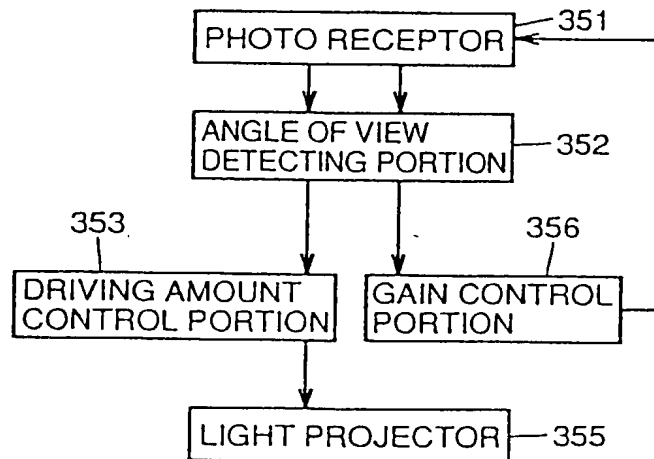 351
PHOTO RECEPTOR
ANGLE OF VIEW
DETECTING PORTION
352
353
356
DRIVING AMOUNT
CONTROL PORTION
GAIN CONTROL
PORTION
LIGHT PROJECTOR
355